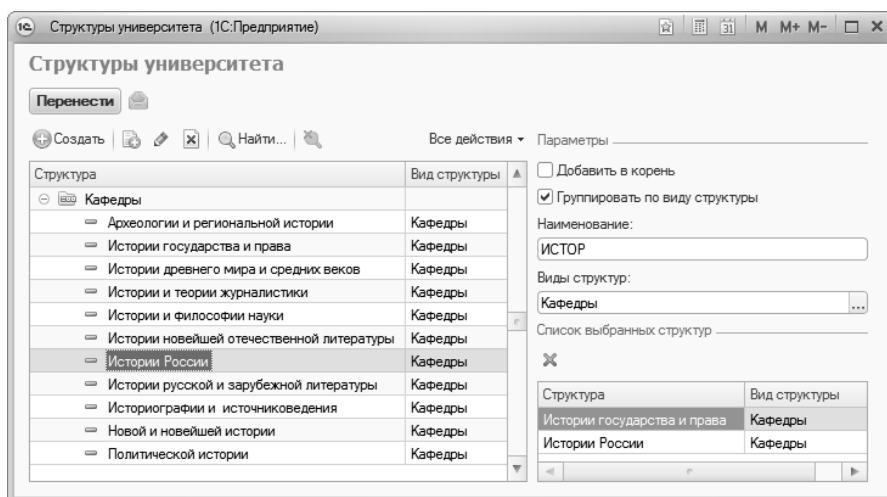 Структуры университета (1С:Предприятие)
31 M M+ M-
Структуры университета
Перенести
Создать Найти... Все действия
Структура Вид структуры
Кафедры
Археологии и региональной истории Кафедры
Истории государства и права Кафедры
Истории древнего мира и средних веков Кафедры
Истории и теории журналистики Кафедры
Истории и философии науки Кафедры
Истории новейшей отечественной литературы Кафедры
Истории России Кафедры
Истории русской и зарубежной литературы Кафедры
Историографии и источниковедения Кафедры
Новой и новейшей истории Кафедры
Политической истории Кафедры
Параметры
Добавить в корень
Группировать по виду структуры
Наименование:
ИСТОР
Виды структур:
Кафедры ...
Список выбранных структур
Структура Вид структуры
Истории государства и права Кафедры
Истории России Кафедры